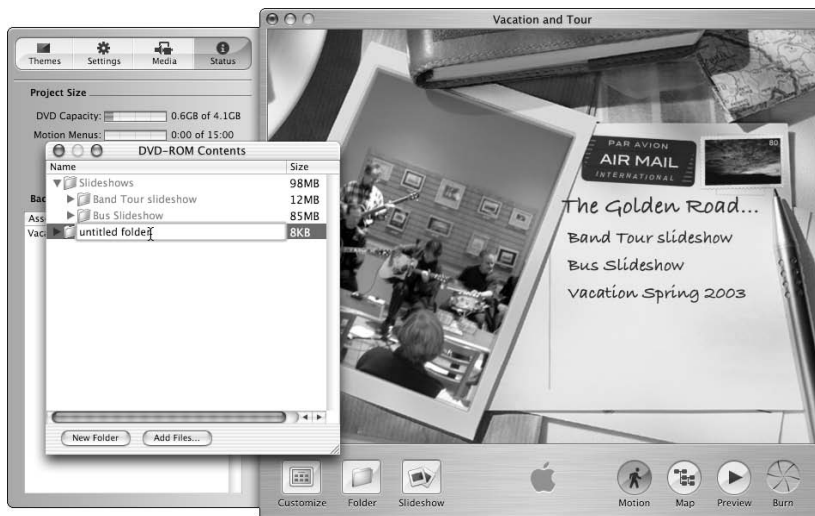 Vacation and Tour
Themes Settings Media Status
Project Size
DVD Capacity: 0.6GB of 4.1GB
Motion Menus: 0:00 of 15:00
DVD-ROM Contents
Name Size
Slideshows 98MB
Band Tour slideshow 12MB
Bus Slideshow 85MB
untitled folder 8KB
New Folder Add Files...
PAR AVION
AIR MAIL
INTERNATIONAL
80
The Golden Road...
Band Tour slideshow
Bus Slideshow
Vacation Spring 2003
Customize Folder Slideshow Motion Map Preview Burn